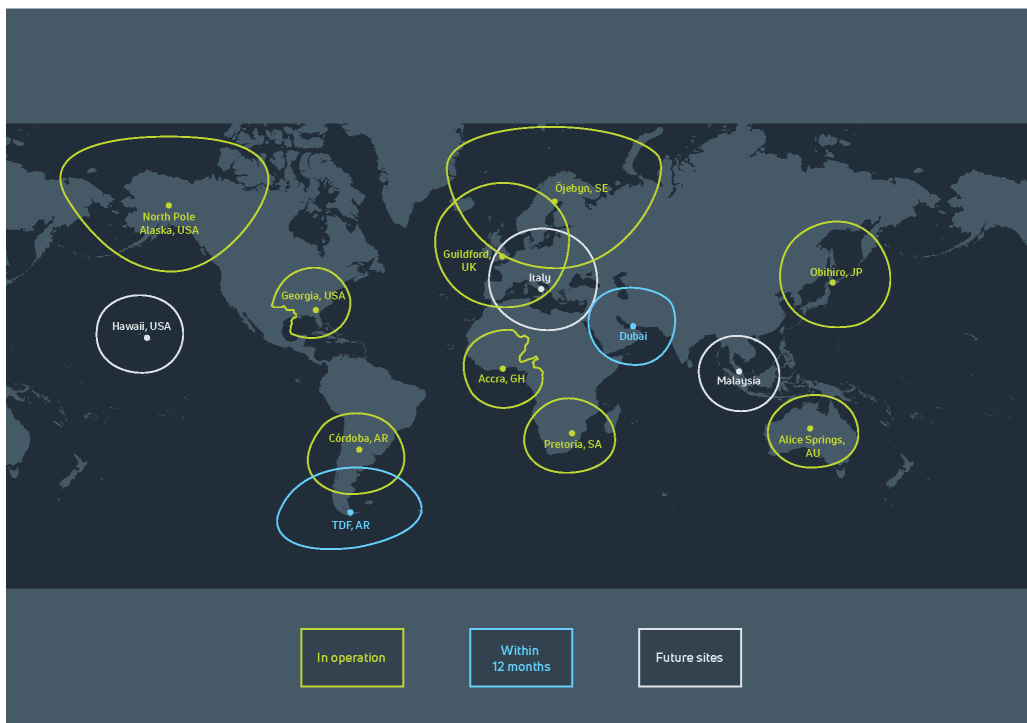 Ojebyn, SE
North Pole
Alaska, USA
Guildford,
UK
Italy
Obihiro, JP
Georgia, USA
Hawaii, USA
Dubai
Accra, GH
Malaysia
Córdoba, AR
Pretoria, SA
Alice Springs,
AU
TDF, AR
In operation
Within
12 months
Future sites